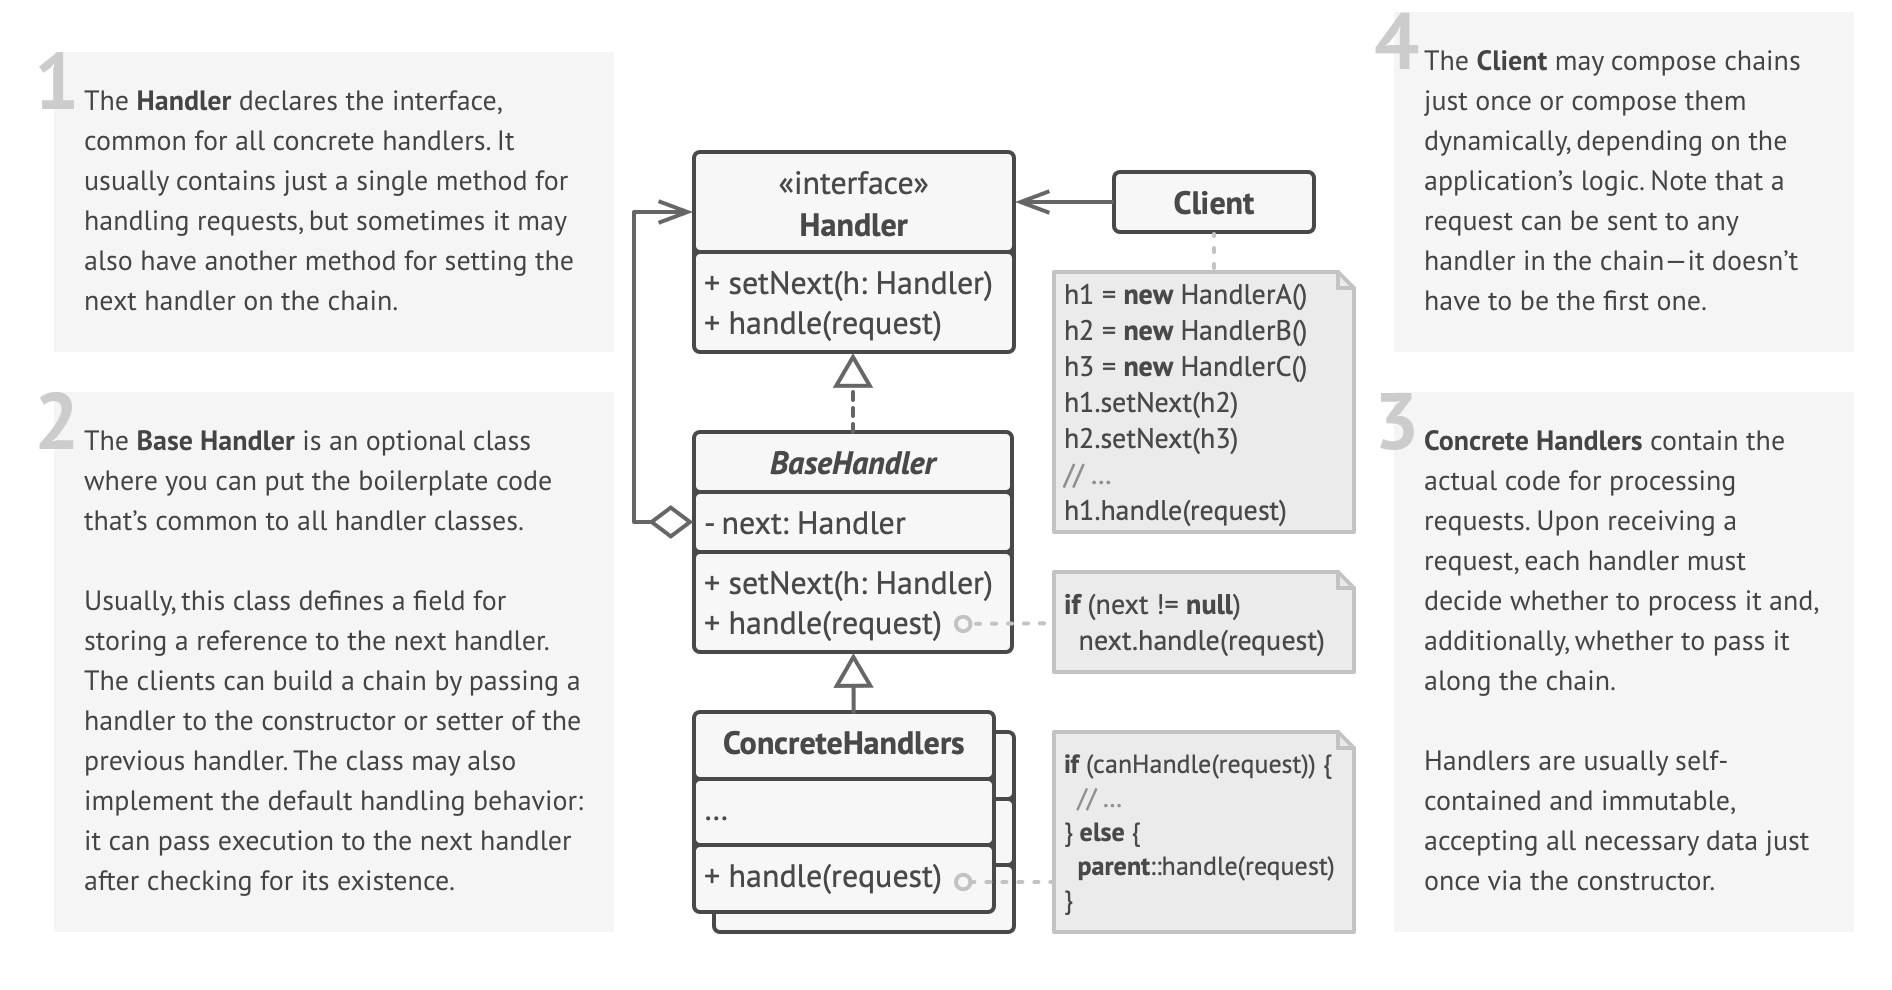 1
The Handler declares the interface,
common for all concrete handlers. It
usually contains just a single method for
handling requests, but sometimes it may
also have another method for setting the
next handler on the chain.
2
The Base Handler is an optional class
where you can put the boilerplate code
that's common to all handler classes.
Usually, this class defines a field for
storing a reference to the next handler.
The clients can build a chain by passing a
handler to the constructor or setter of the
previous handler. The class may also
implement the default handling behavior:
it can pass execution to the next handler
after checking for its existence.
«interface»
Handler
+ setNext(h: Handler)
+ handle(request)
BaseHandler
- next: Handler
+ setNext(h: Handler)
+ handle(request)
ConcreteHandlers
...
+ handle(request)
Client
h1 = new HandlerA()
h2 = new HandlerB()
h3 = new HandlerC()
h1.setNext(h2)
h2.setNext(h3)
// ...
h1.handle(request)
if (next != null)
next.handle(request)
if (canHandle(request)) {
// ...
} else {
parent::handle(request)
}
4
The Client may compose chains
just once or compose them
dynamically, depending on the
application's logic. Note that a
request can be sent to any
handler in the chain—it doesn't
have to be the first one.
3
Concrete Handlers contain the
actual code for processing
requests. Upon receiving a
request, each handler must
decide whether to process it and,
additionally, whether to pass it
along the chain.
Handlers are usually self-
contained and immutable,
accepting all necessary data just
once via the constructor.